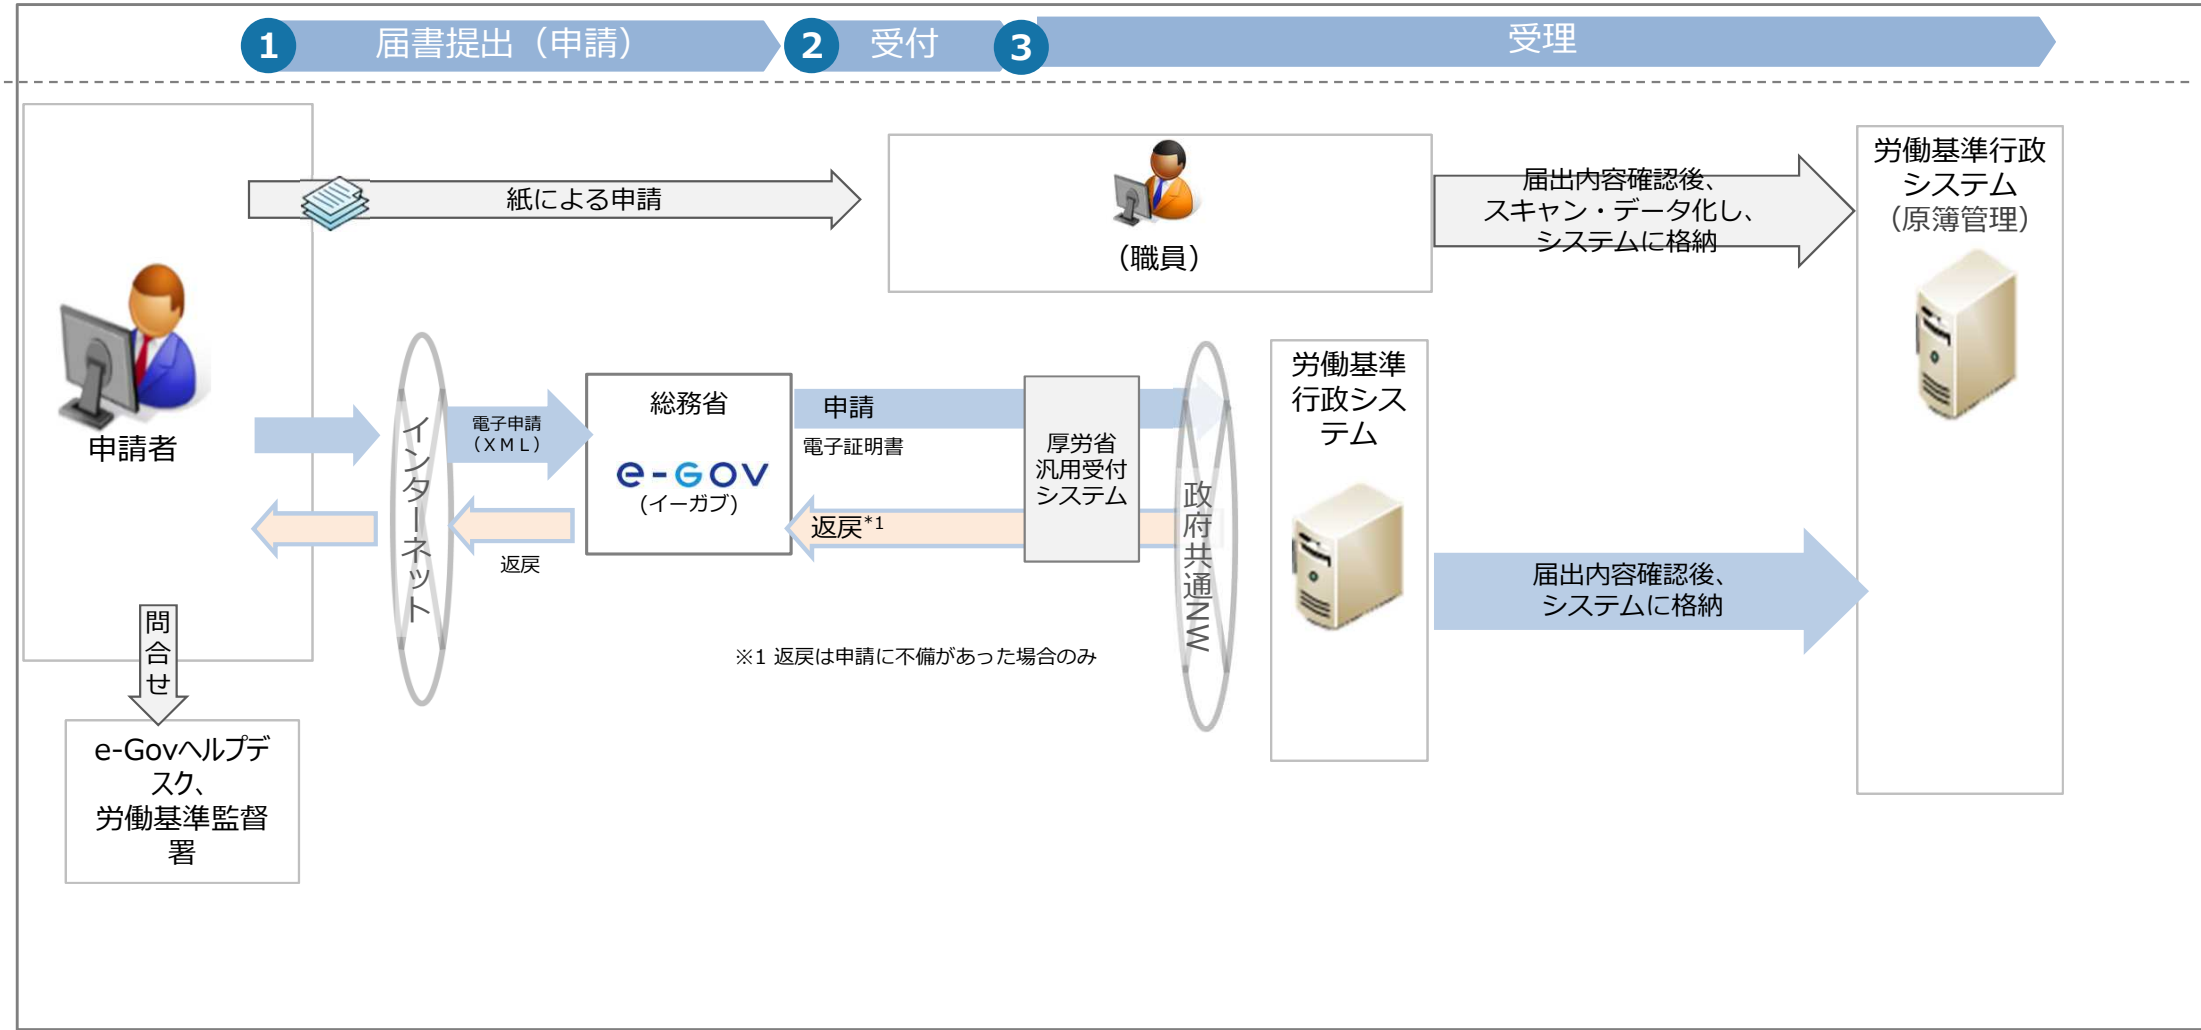 1 届書提出（申請）
2 受付
3 受理
紙による申請
（職員）
届出内容確認後、
スキャン・データ化し、
システムに格納
労働基準行政
システム
（原簿管理）
申請者
インターネット
電子申請
（ＸＭＬ）
総務省
e-GOV
(イーガブ)
申請
電子証明書
厚労省
汎用受付
システム
政府共通NW
労働基準
行政シス
テム
返戻*1
返戻
届出内容確認後、
システムに格納
※1 返戻は申請に不備があった場合のみ
問合せ
e-Govヘルプデ
スク、
労働基準監督
署